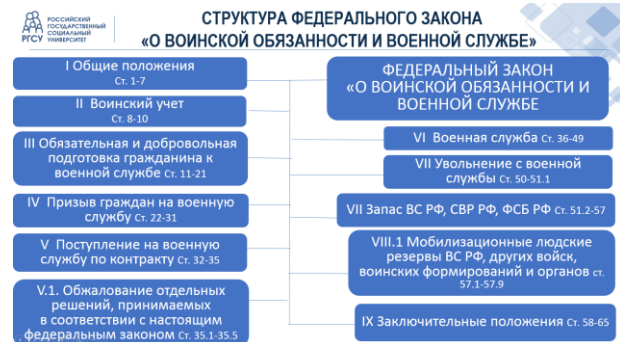 РОССИЙСКИЙ
ГОСУДАРСТВЕННЫЙ
СОЦИАЛЬНЫЙ
УНИВЕРСИТЕТ
РГСУ
СТРУКТУРА ФЕДЕРАЛЬНОГО ЗАКОНА
«О ВОИНСКОЙ ОБЯЗАННОСТИ И ВОЕННОЙ СЛУЖБЕ»
I Общие положения
Ст. 1-7
II Воинский учет
Ст. 8-10
III Обязательная и добровольная
подготовка гражданина к
военной службе Ст. 11-21
IV Призыв граждан на военную
службу Ст. 22-31
V Поступление на военную
службу по контракту Ст. 32-35
V.1. Обжалование отдельных
решений, принимаемых
в соответствии с настоящим
федеральным законом Ст. 35.1-35.5
ФЕДЕРАЛЬНЫЙ ЗАКОН
«О ВОИНСКОЙ ОБЯЗАННОСТИ И
ВОЕННОЙ СЛУЖБЕ
VI Военная служба Ст. 36-49
VII Увольнение с военной
службы Ст. 50-51.1
VII Запас ВС РФ, СВР РФ, ФСБ РФ Ст. 51.2-57
VIII.1 Мобилизационные людские
резервы ВС РФ, других войск,
воинских формирований и органов ст.
57.1-57.9
IX Заключительные положения Ст. 58-65